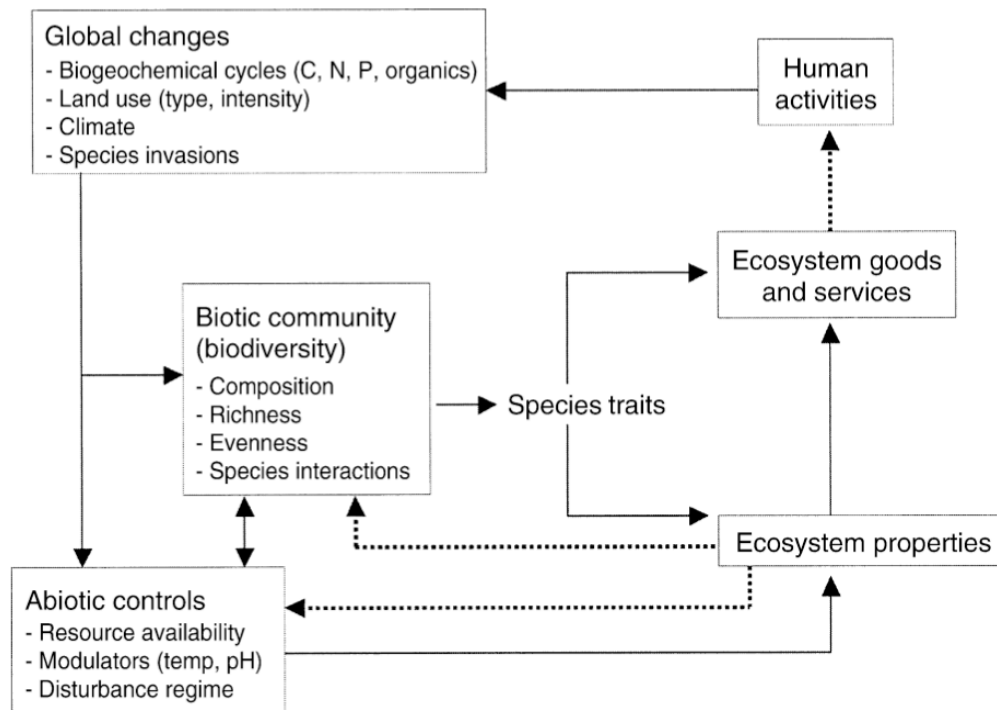 Global changes
- Biogeochemical cycles (C, N, P, organics)
- Land use (type, intensity)
- Climate
- Species invasions
Human
activities
Ecosystem goods
and services
Biotic community
(biodiversity)
- Composition
- Richness
- Evenness
- Species interactions
Species traits
Ecosystem properties
Abiotic controls
- Resource availability
- Modulators (temp, pH)
- Disturbance regime